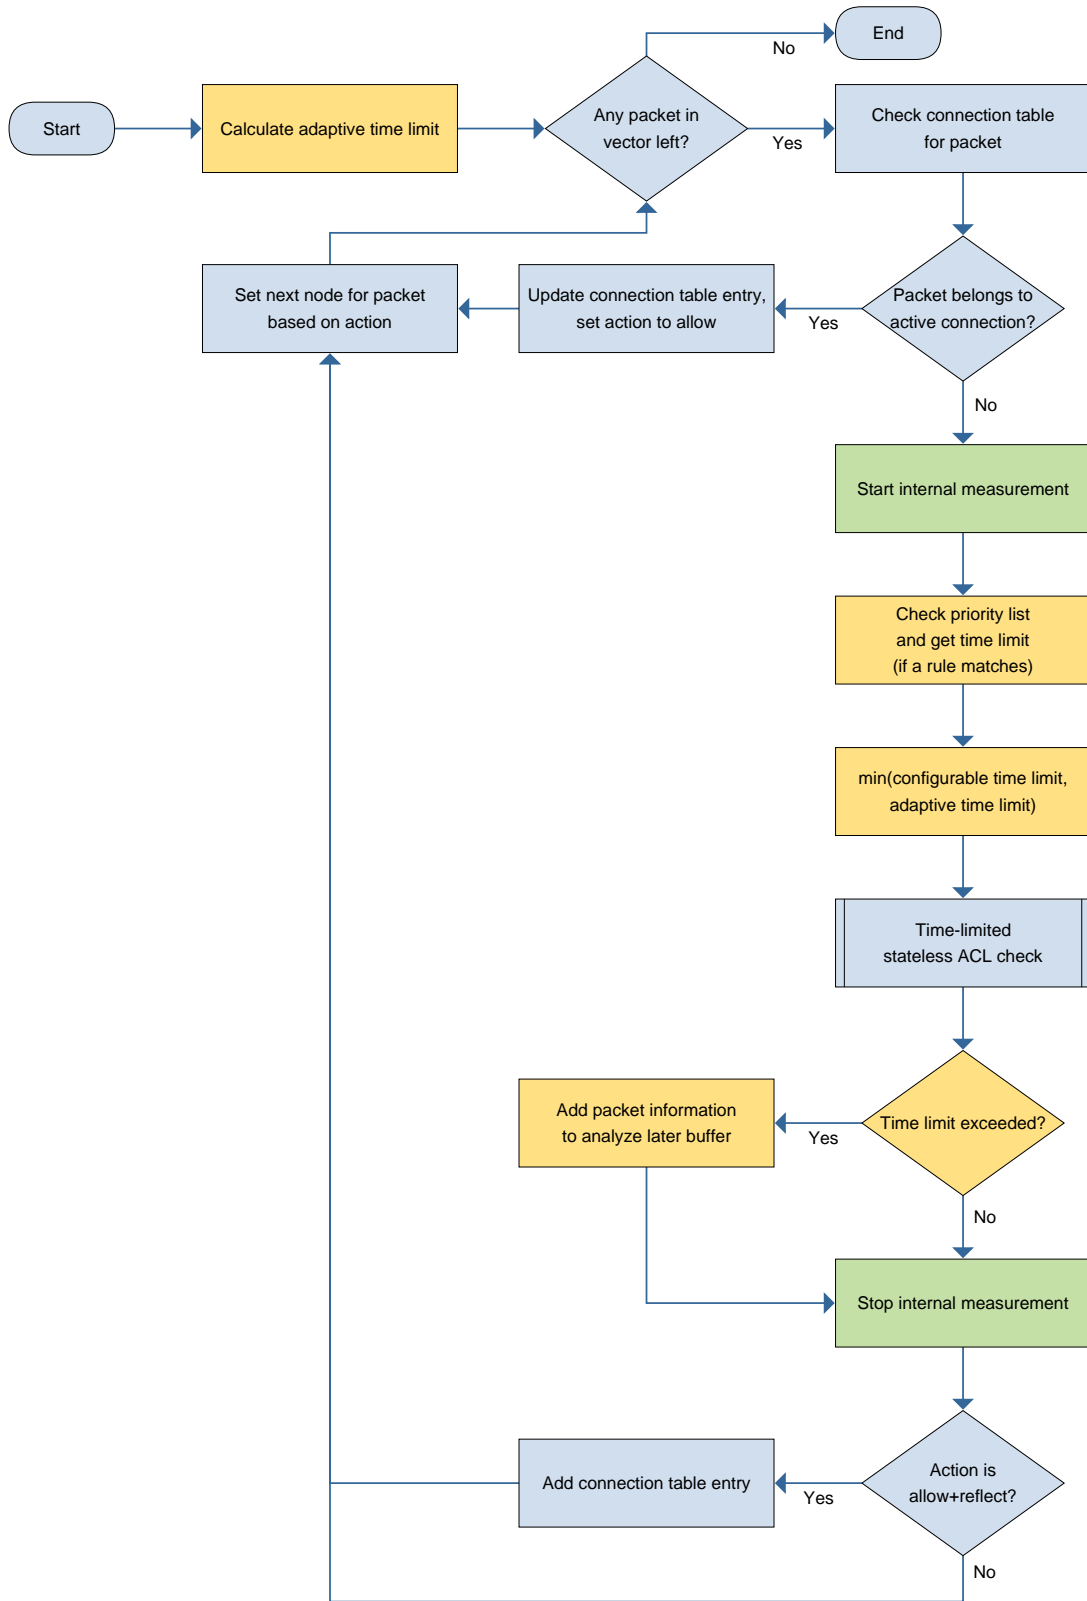 End
No
Start
Calculate adaptive time limit
Any packet in
vector left?
Yes
Check connection table
for packet
Set next node for packet
based on action
Update connection table entry,
set action to allow
Yes
Packet belongs to
active connection?
No
Start internal measurement
Check priority list
and get time limit
(if a rule matches)
min(configurable time limit,
adaptive time limit)
Time-limited
stateless ACL check
Add packet information
to analyze later buffer
Yes
Time limit exceeded?
No
Stop internal measurement
Add connection table entry
Yes
Action is
allow+reflect?
No